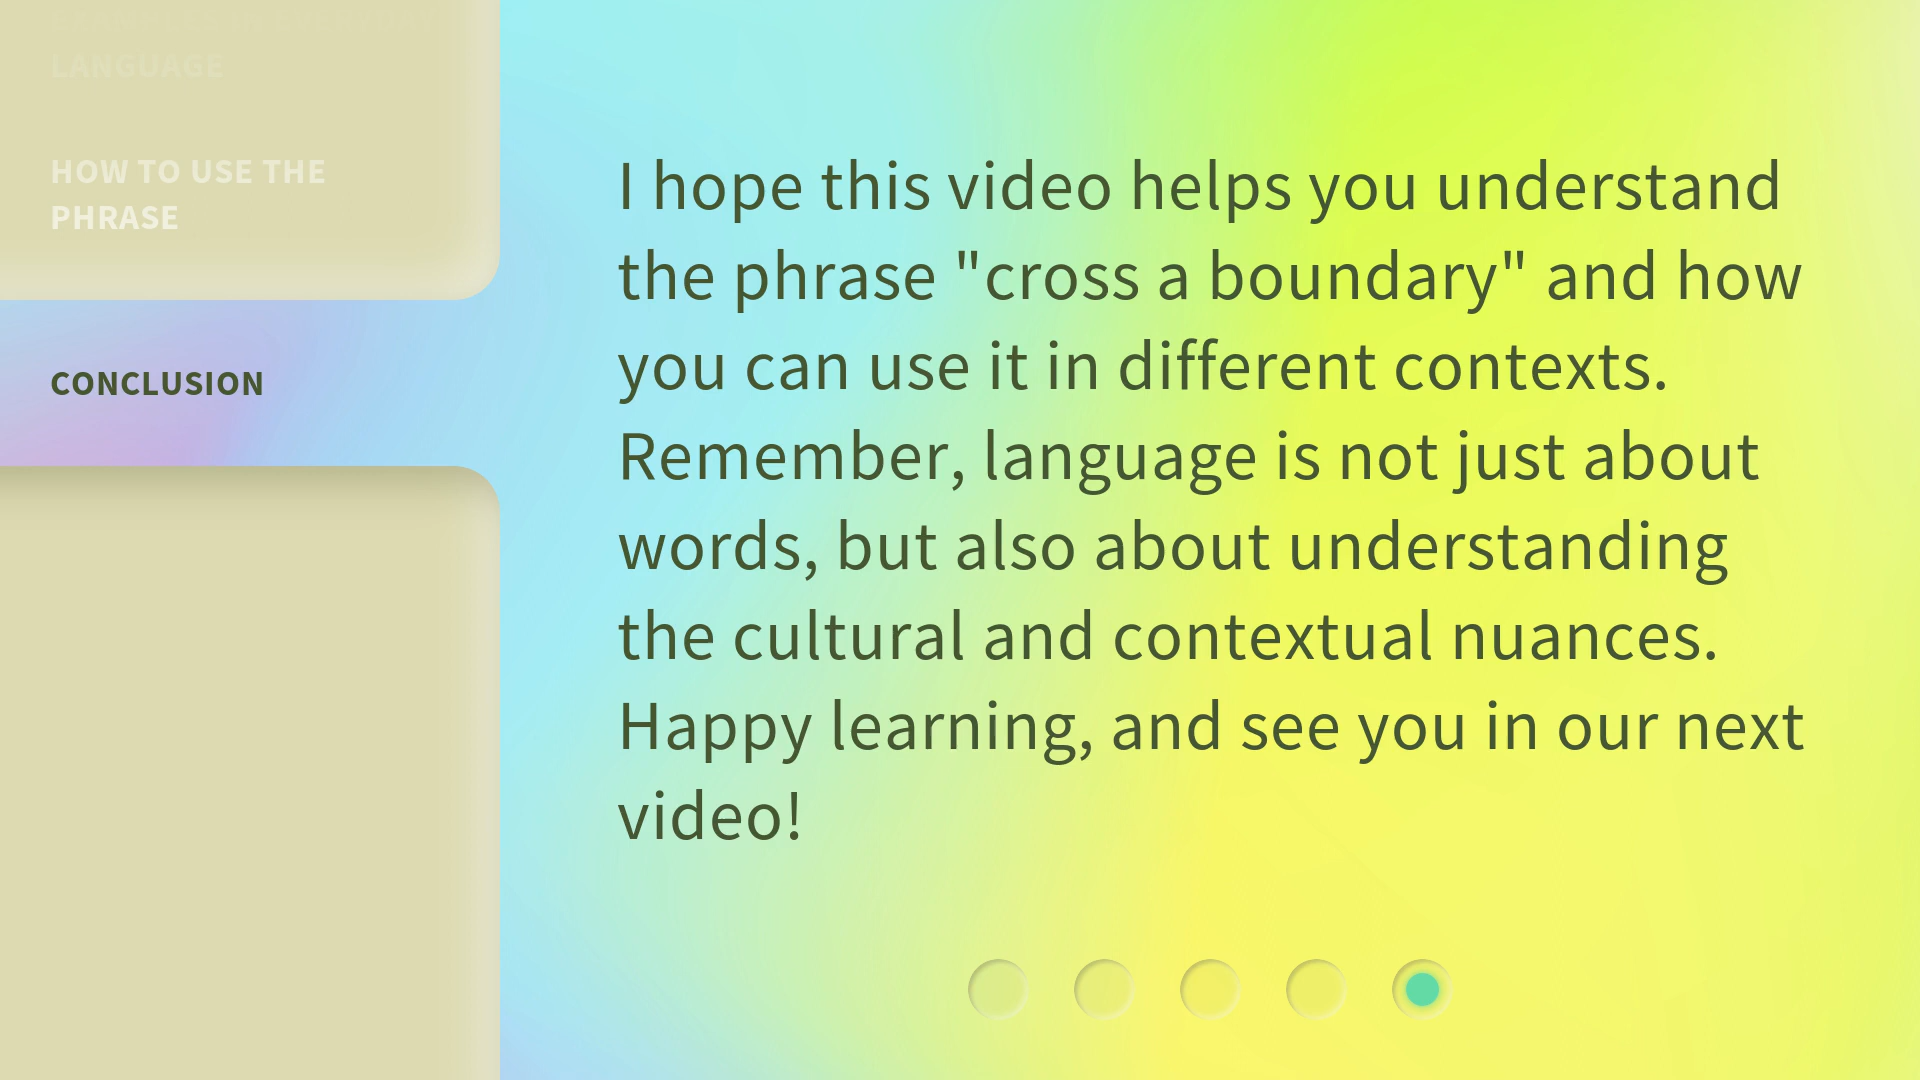 LANGUAGE
HOW TO USE THE
PHRASE
CONCLUSION
I hope this video helps you understand
the phrase "cross a boundary" and how
you can use it in different contexts.
Remember, language is not just about
words, but also about understanding
the cultural and contextual nuances.
Happy learning, and see you in our next
video!